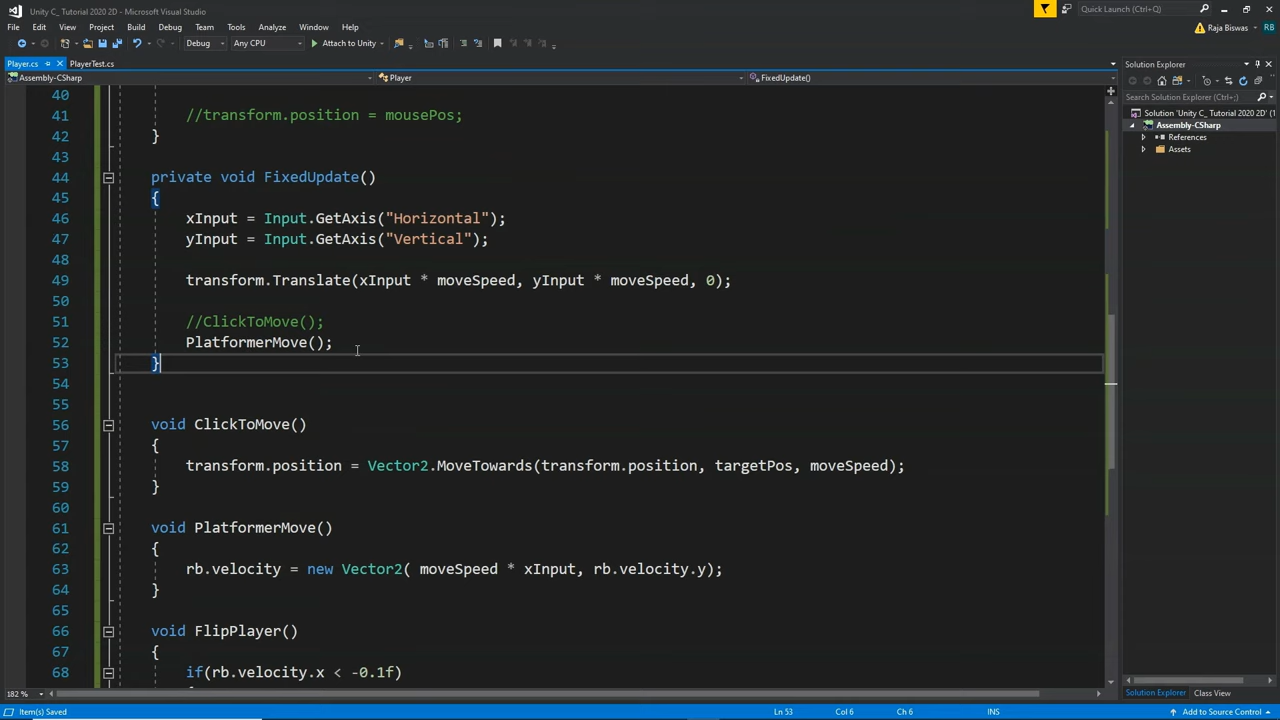 Unity C_ Tutorial 2020 2D - Microsoft Visual Studio
Quick Launch (Ctrl+Q)
File Edit View Project Build Debug Team Tools Analyze Window Help
Raja Biswas RB
Debug Any CPU Attach to Unity
Player.cs PlayerTest.cs
Solution Explorer
Assembly-CSharp Player FixedUpdate()
Search Solution Explorer (Ctrl+;)
Solution 'Unity C_ Tutorial 2020 2D' (1
Assembly-CSharp
References
Assets
40
41 //transform.position = mousePos;
42 }
43
44 private void FixedUpdate()
45 {
46 xInput = Input.GetAxis("Horizontal");
47 yInput = Input.GetAxis("Vertical");
48
49 transform.Translate(xInput * moveSpeed, yInput * moveSpeed, 0);
50
51 //ClickToMove();
52 PlatformerMove();
53 }
54
55
56 void ClickToMove()
57 {
58 transform.position = Vector2.MoveTowards(transform.position, targetPos, moveSpeed);
59 }
60
61 void PlatformerMove()
62 {
63 rb.velocity = new Vector2( moveSpeed * xInput, rb.velocity.y);
64 }
65
66 void FlipPlayer()
67 {
68 if(rb.velocity.x < -0.1f)
182 %
Solution Explorer Class View
Item(s) Saved Ln 53 Col 6 Ch 6 INS Add to Source Control